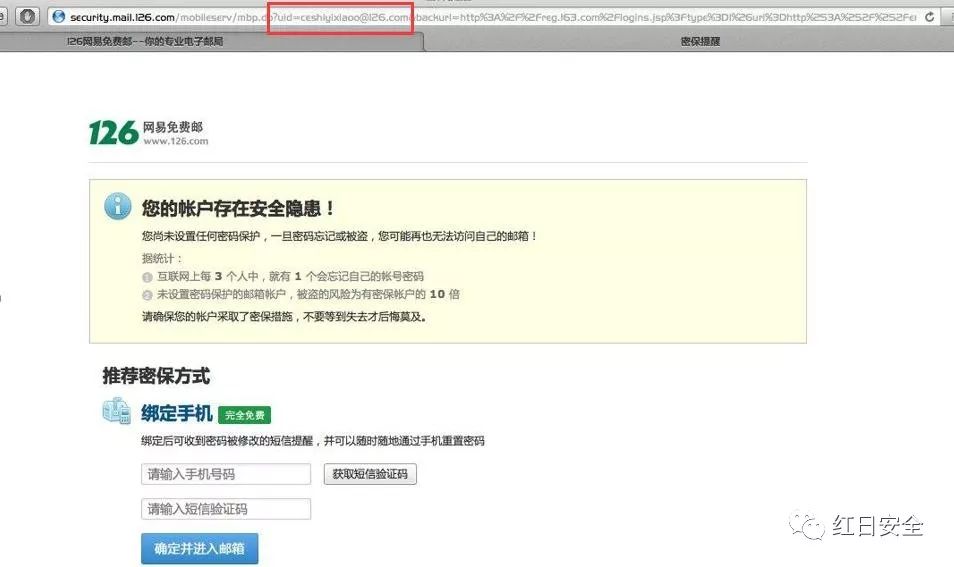 security.mail.126.com/mobileserv/mbp.do?uid=ceshiyixiaoo@126.com&backurl=http%3A%2F%2Freg.163.com%2Flogins.jsp%3Ftype%3D1%26url%3Dhttp%253A%252F%252Fe
126网易免费邮--你的专业电子邮局
密保提醒
126 网易免费邮
www.126.com
您的帐户存在安全隐患！
您尚未设置任何密码保护，一旦密码忘记或被盗，您可能再也无法访问自己的邮箱！
据统计：
1 互联网上每 3 个人中，就有 1 个会忘记自己的帐号密码
2 未设置密码保护的邮箱帐户，被盗的风险为有密保帐户的 10 倍
请确保您的帐户采取了密保措施，不要等到失去才后悔莫及。
推荐密保方式
绑定手机 完全免费
绑定后可收到密码被修改的短信提醒，并可以随时随地通过手机重置密码
请输入手机号码 获取短信验证码
请输入短信验证码
确定并进入邮箱
红日安全